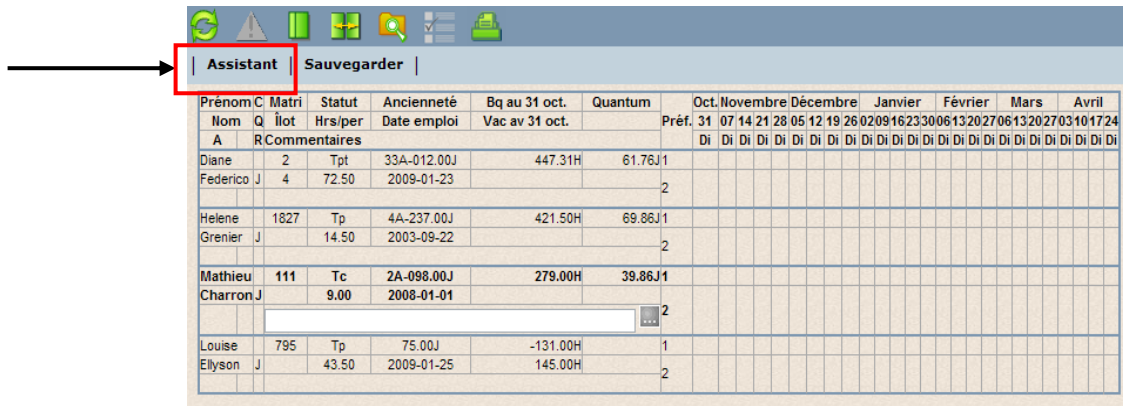 | Assistant | Sauvegarder |
Prénom C Matri Statut Ancienneté Bq au 31 oct. Quantum Oct. Novembre Décembre Janvier Février Mars Avril
Nom Q Îlot Hrs/per Date emploi Vac av 31 oct. Préf. 31 07 14 21 28 05 12 19 26 02 09 16 23 30 06 13 20 27 06 13 20 27 03 10 17 24
A R Commentaires Di Di Di Di Di Di Di Di Di Di Di Di Di Di Di Di Di Di Di Di Di Di Di Di Di Di
Diane 2 Tpt 33A-012.00J 447.31H 61.76J 1
Federico J 4 72.50 2009-01-23
2
Helene 1827 Tp 4A-237.00J 421.50H 69.86J 1
Grenier J 14.50 2003-09-22
2
Mathieu 111 Tc 2A-098.00J 279.00H 39.86J 1
Charron J 9.00 2008-01-01
... 2
Louise 795 Tp 75.00J -131.00H 1
Ellyson J 43.50 2009-01-25 145.00H
2